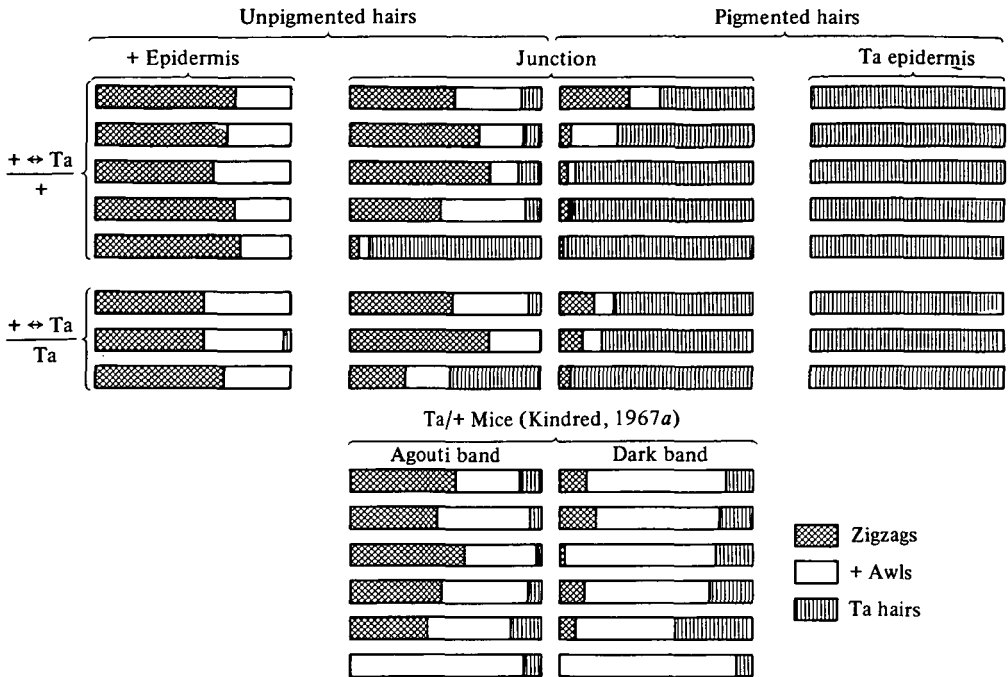 Unpigmented hairs Pigmented hairs
+ Epidermis Junction Ta epidermis
+ ↔ Ta
+
+ ↔ Ta
Ta
Ta/+ Mice (Kindred, 1967a)
Agouti band Dark band
Zigzags
+ Awls
Ta hairs